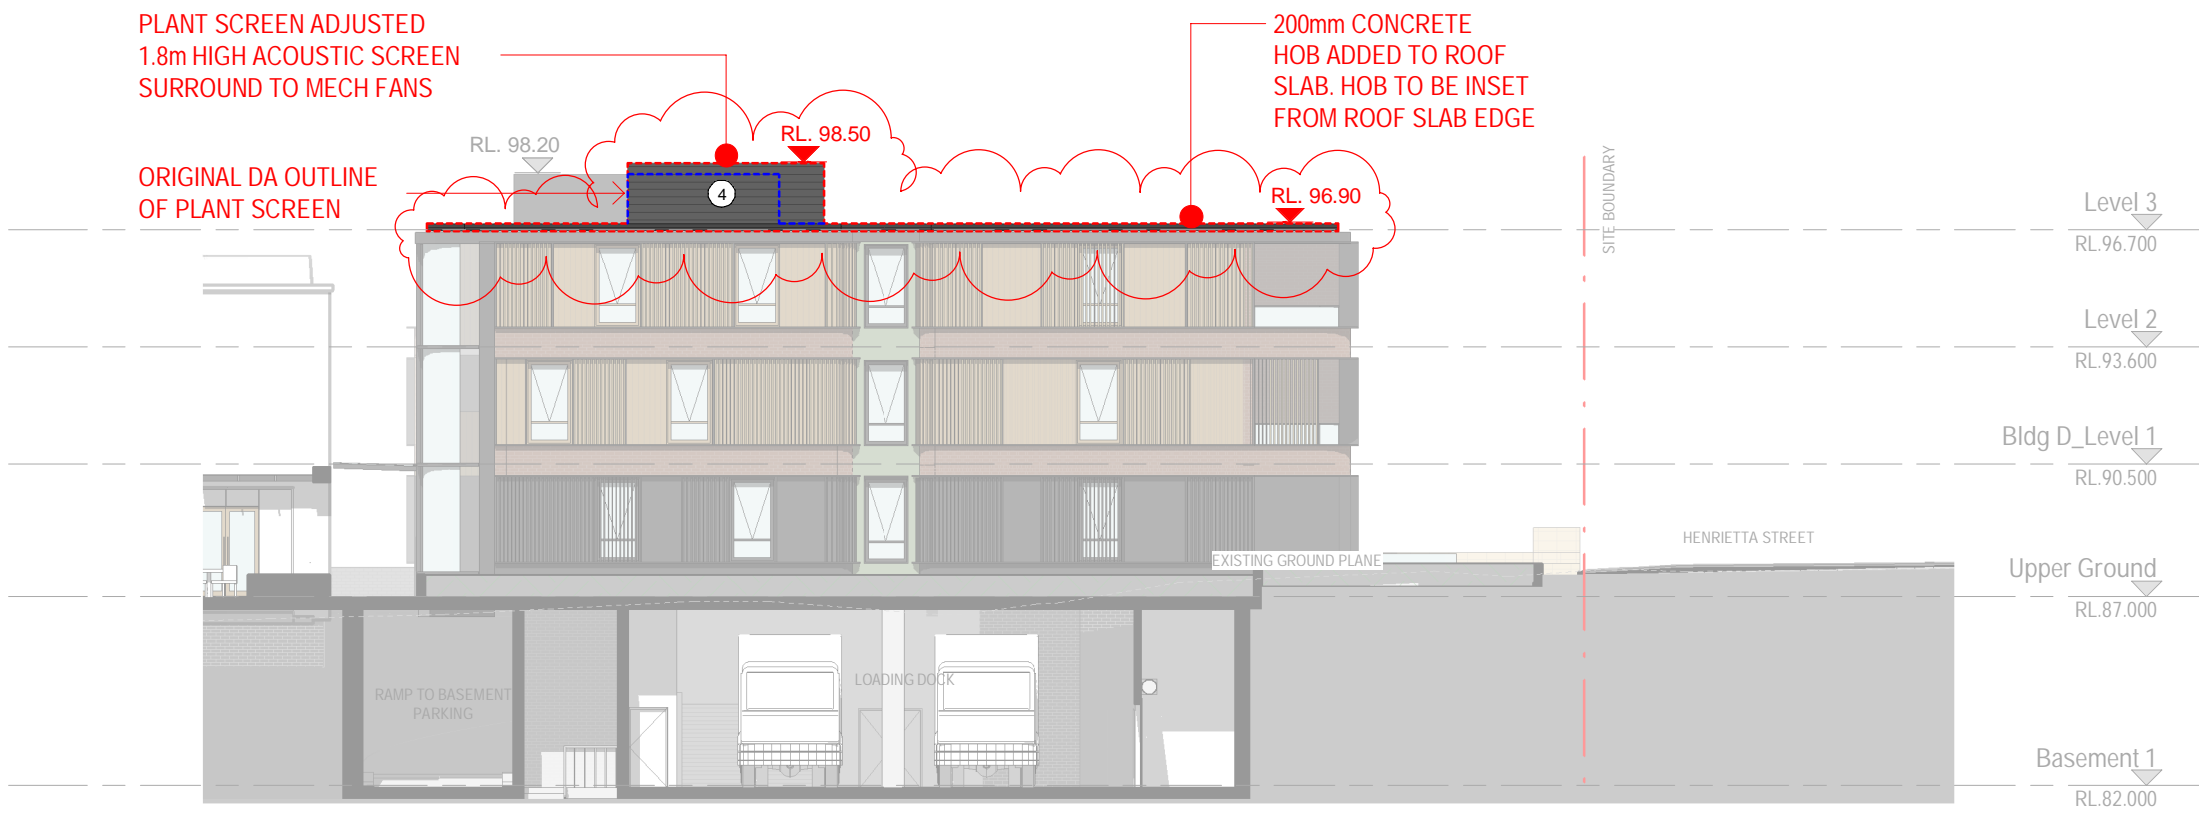 PLANT SCREEN ADJUSTED
1.8m HIGH ACOUSTIC SCREEN
SURROUND TO MECH FANS
200mm CONCRETE
HOB ADDED TO ROOF
SLAB. HOB TO BE INSET
FROM ROOF SLAB EDGE
RL. 98.20
RL. 98.50
ORIGINAL DA OUTLINE
OF PLANT SCREEN
4
RL. 96.90
SITE BOUNDARY
Level 3
RL.96.700
Level 2
RL.93.600
Bldg D_Level 1
RL.90.500
HENRIETTA STREET
EXISTING GROUND PLANE
Upper Ground
RL.87.000
RAMP TO BASEMENT
PARKING
LOADING DOCK
Basement 1
RL.82.000